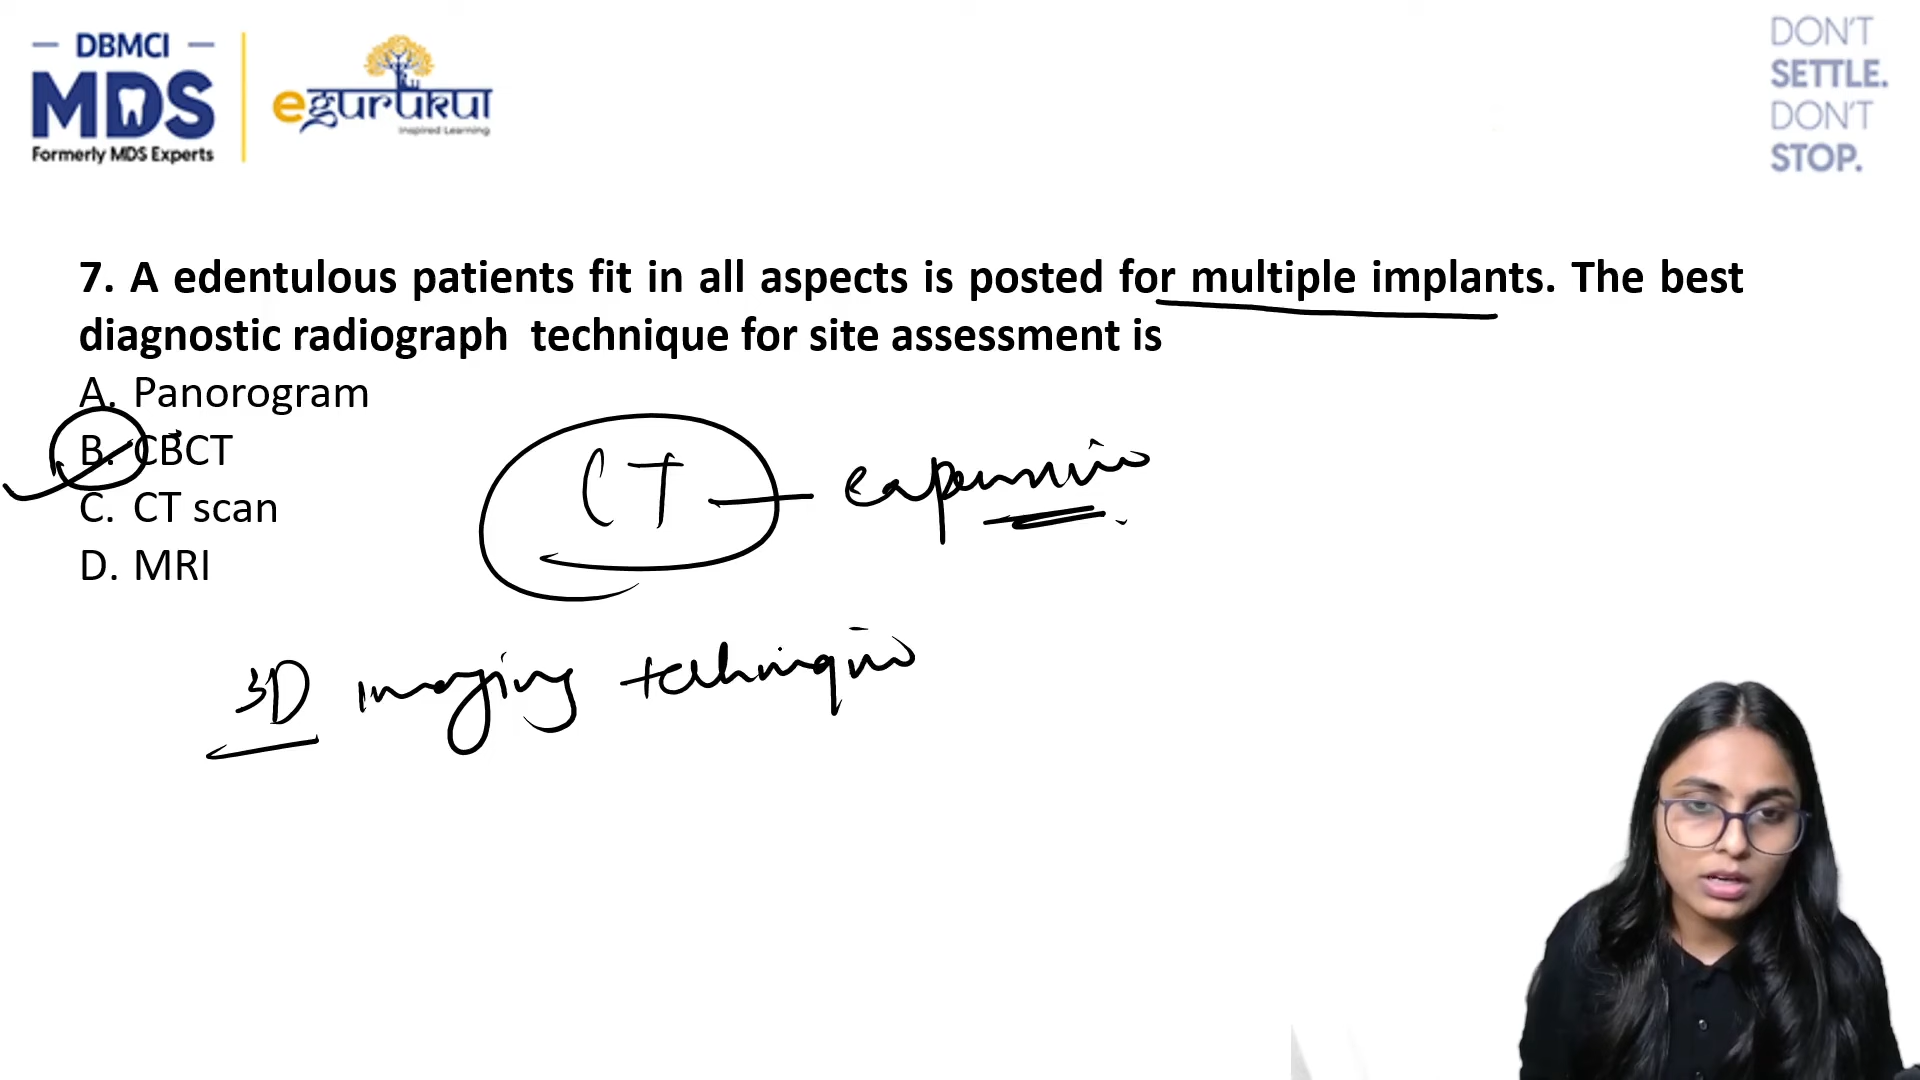 DBMCI
MDS
Formerly MDS Experts
egurukul
Inspired Learning
DON'T
SETTLE.
DON'T
STOP.
7. A edentulous patients fit in all aspects is posted for multiple implants. The best
diagnostic radiograph technique for site assessment is
A. Panorogram
B. CBCT
C. CT scan
D. MRI
CT — expensive
3D imaging technique